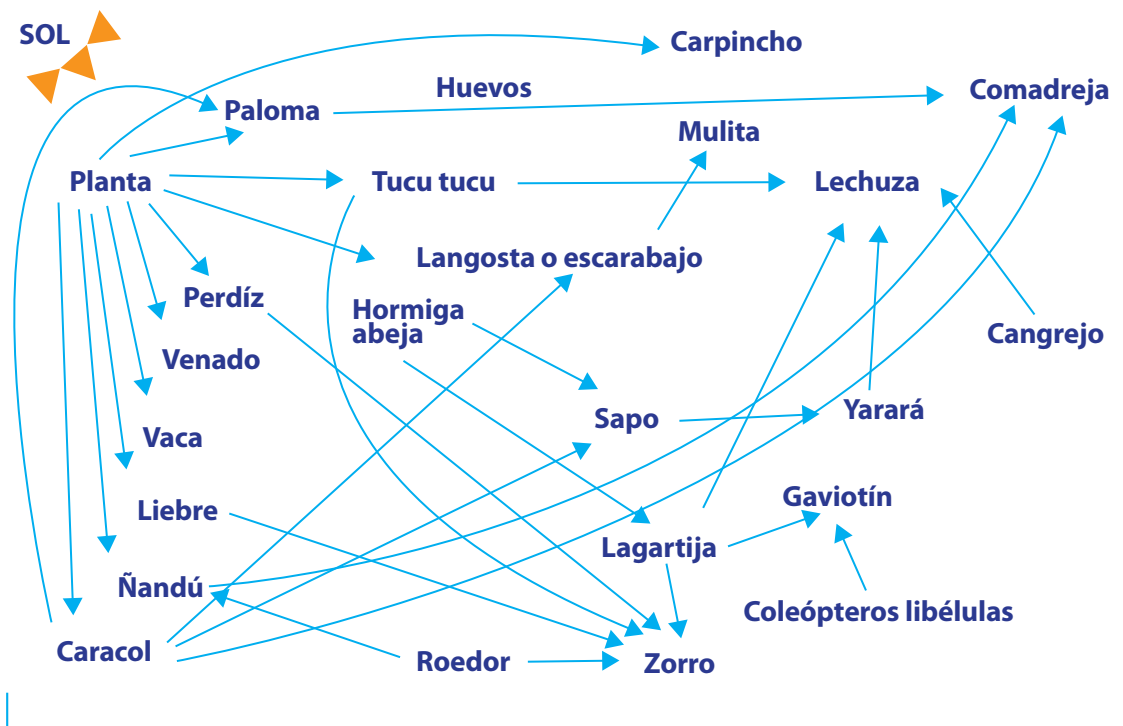 SOL
Carpincho
Huevos
Comadreja
Paloma
Mulita
Planta
Tucu tucu
Lechuza
Langosta o escarabajo
Perdíz
Hormiga
abeja
Cangrejo
Venado
Sapo
Yarará
Vaca
Gaviotín
Liebre
Lagartija
Ñandú
Coleópteros libélulas
Caracol
Roedor
Zorro